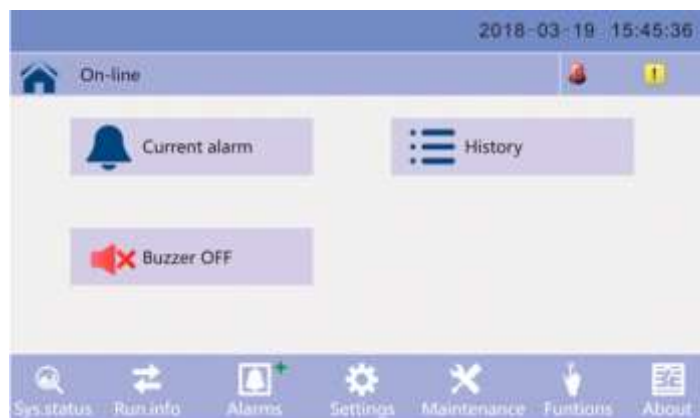 2018-03-19 15:45:36
On-line
Current alarm
History
Buzzer OFF
Sys.status Run.info Alarms Settings Maintenance Funtions About